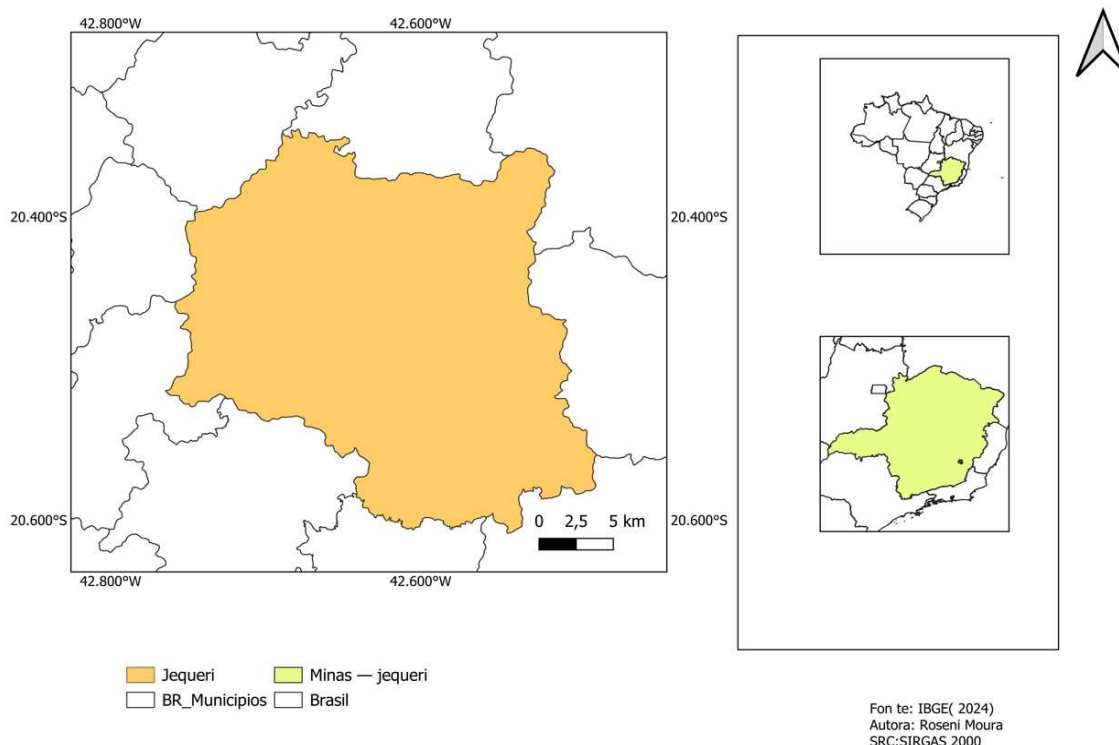 42.800°W 42.600°W
20.400°S 20.400°S
20.600°S 20.600°S
0 2,5 5 km
42.800°W 42.600°W
Jequeri Minas — jequeri
BR_Municipios Brasil
Fon te: IBGE( 2024)
Autora: Roseni Moura
SRC:SIRGAS 2000